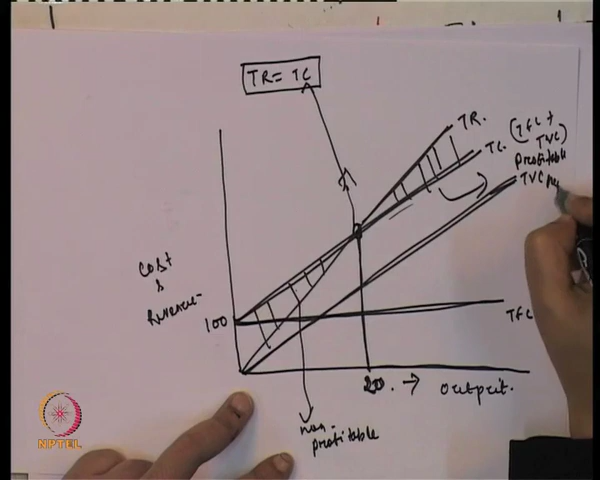 TR = TC
TR.
TC. (TFC +
TVC)
profitable
TVC
Cost
&
Revenue
100
TFC
20. → output.
non-
profitable
NPTEL